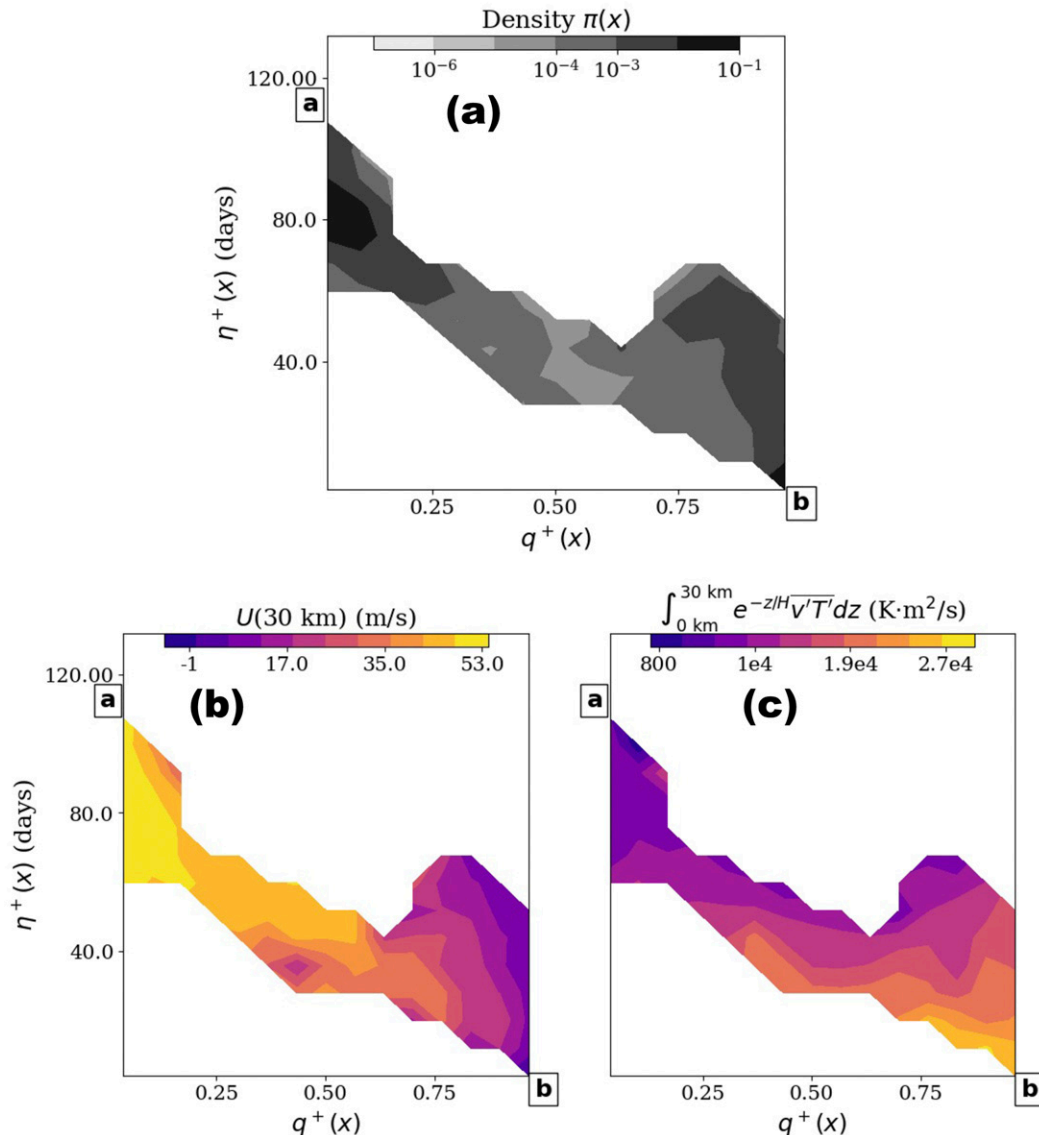 Density π(x)
10⁻⁶ 10⁻⁴ 10⁻³ 10⁻¹
120.00
a
(a)
80.0
η⁺(x) (days)
40.0
0.25 0.50 0.75
b
q⁺(x)
U(30 km) (m/s)
-1 17.0 35.0 53.0
120.00
a
(b)
80.0
η⁺(x) (days)
40.0
0.25 0.50 0.75
b
q⁺(x)
∫₀ ₖₘ³⁰ ᵏᵐ e^{-z/H} \overline{v′T′}dz (K·m²/s)
800 1e4 1.9e4 2.7e4
a
(c)
0.25 0.50 0.75
b
q⁺(x)